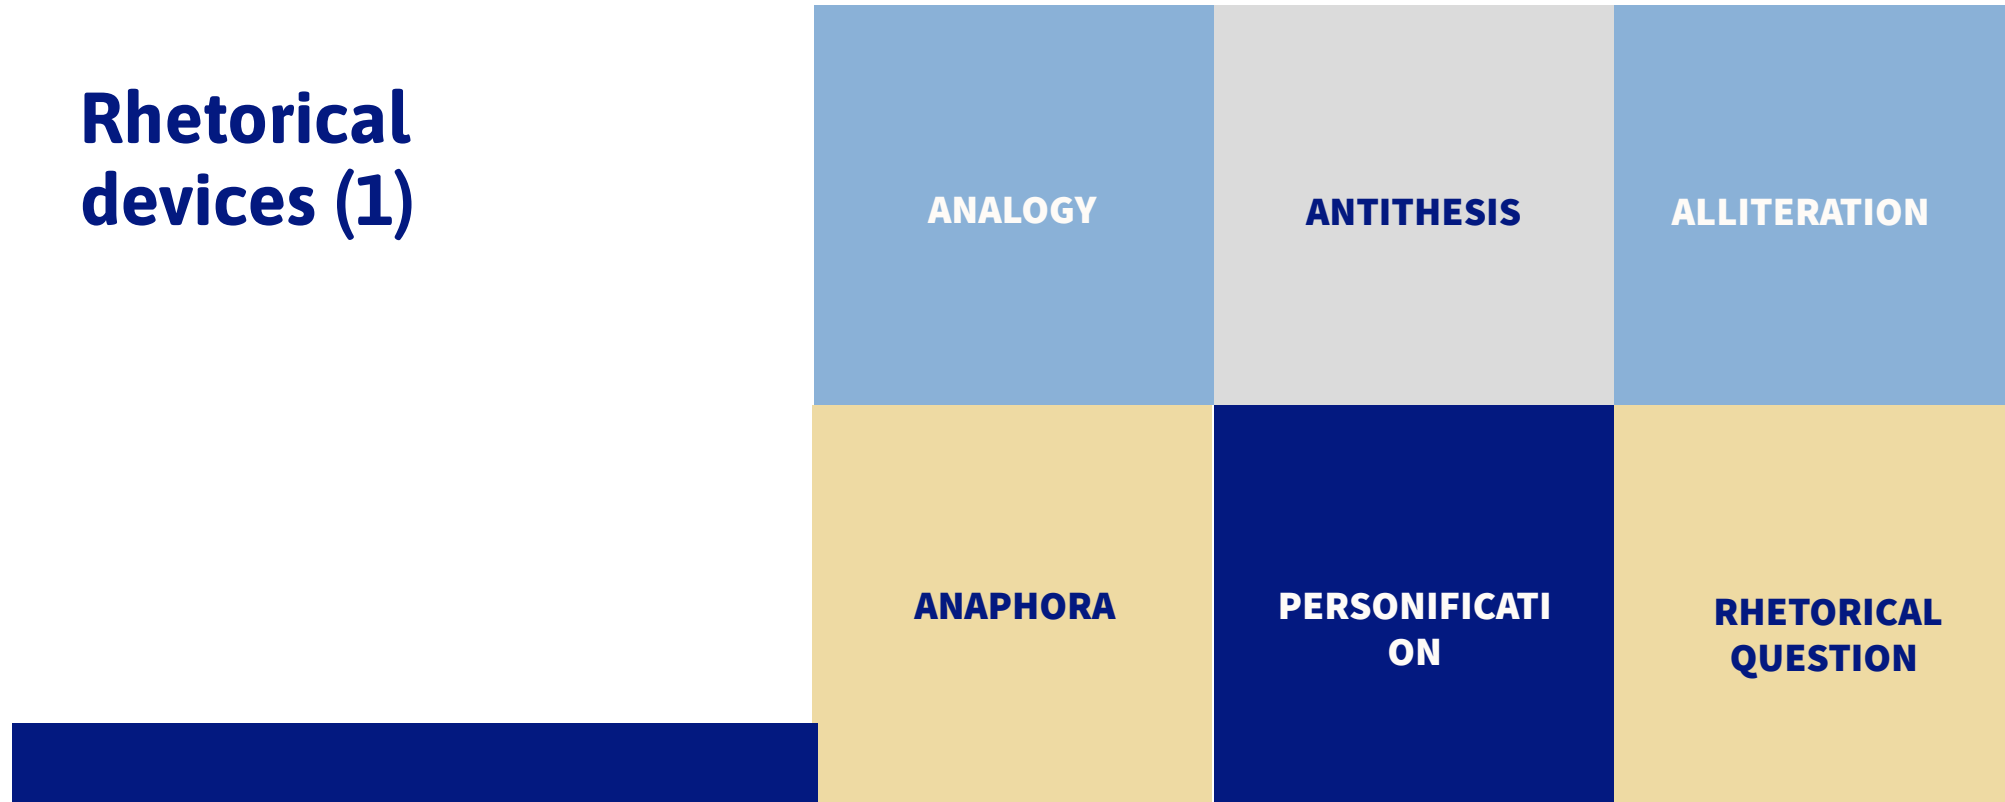 Rhetorical
devices (1)
ANALOGY
ANTITHESIS
ALLITERATION
ANAPHORA
PERSONIFICATI
ON
RHETORICAL
QUESTION